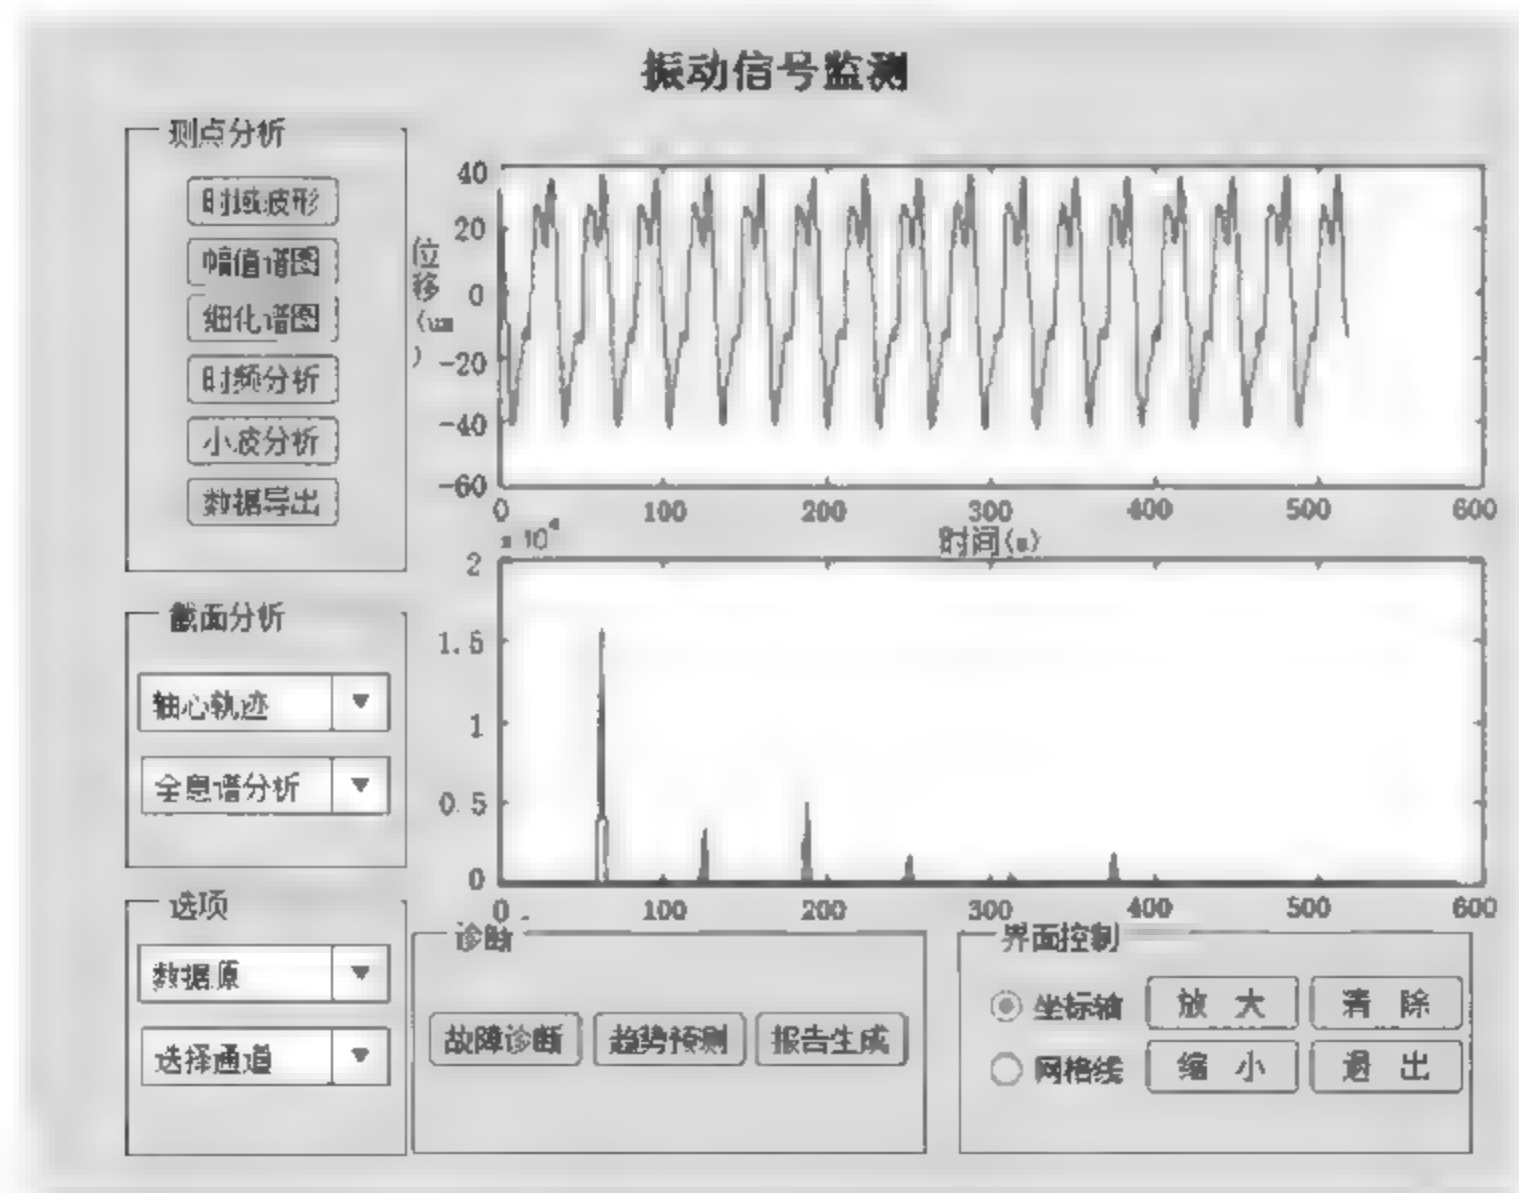 振动信号监测
测点分析
时域波形
幅值谱图
细化谱图
时频分析
小波分析
数据导出
截面分析
轴心轨迹
全息谱分析
选项
数据原
选择通道
位移(um)
40
20
0
-20
-40
-60
0 100 200 300 400 500 600
时间(s)
x 10^4
2
1.5
1
0.5
0
0 100 200 300 400 500 600
诊断
故障诊断 趋势预测 报告生成
界面控制
坐标轴 放 大 清 除
网格线 缩 小 退 出